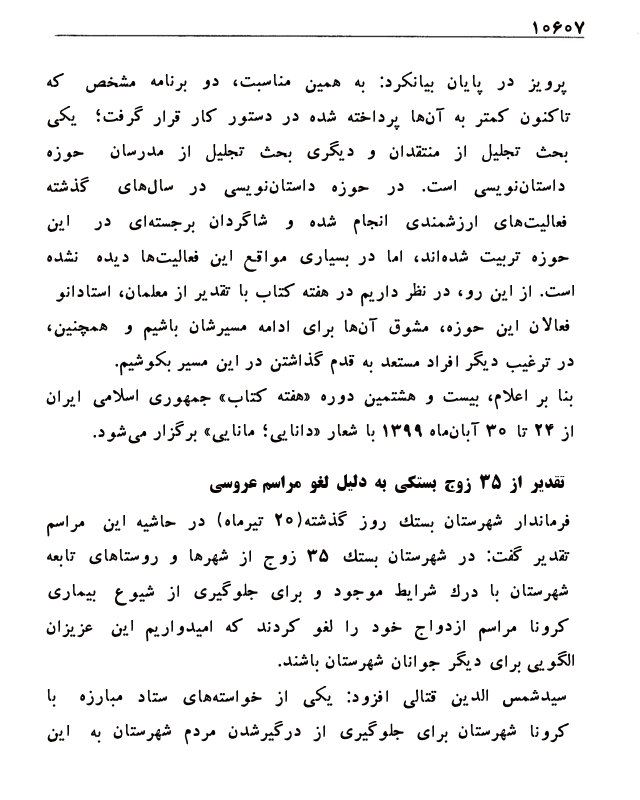 ۱۰۶۰۷
پرویز در پایان بیانکرد: به همین مناسبت، دو برنامه مشخص که
تاکنون کمتر به آن‌ها پرداخته شده در دستور کار قرار گرفت؛ یکی
بحث تجلیل از منتقدان و دیگری بحث تجلیل از مدرسان حوزه
داستان‌نویسی است. در حوزه داستان‌نویسی در سال‌های گذشته
فعالیت‌های ارزشمندی انجام شده و شاگردان برجسته‌ای در این
حوزه تربیت شده‌اند، اما در بسیاری مواقع این فعالیت‌ها دیده نشده
است. از این رو، در نظر داریم در هفته کتاب با تقدیر از معلمان، استادانو
فعالان این حوزه، مشوق آن‌ها برای ادامه مسیرشان باشیم و همچنین،
در ترغیب دیگر افراد مستعد به قدم گذاشتن در این مسیر بکوشیم.
بنا بر اعلام، بیست و هشتمین دوره «هفته کتاب» جمهوری اسلامی ایران
از ۲۴ تا ۳۰ آبان‌ماه ۱۳۹۹ با شعار «دانایی؛ مانایی» برگزار می‌شود.
تقدیر از ۳۵ زوج بستکی به دلیل لغو مراسم عروسی
فرماندار شهرستان بستك روز گذشته(۲۰ تیرماه) در حاشیه این مراسم
تقدیر گفت: در شهرستان بستك ۳۵ زوج از شهرها و روستاهای تابعه
شهرستان با درك شرایط موجود و برای جلوگیری از شیوع بیماری
کرونا مراسم ازدواج خود را لغو کردند که امیدواریم این عزیزان
الگویی برای دیگر جوانان شهرستان باشند.
سیدشمس الدین قتالی افزود: یکی از خواسته‌های ستاد مبارزه با
کرونا شهرستان برای جلوگیری از درگیرشدن مردم شهرستان به این